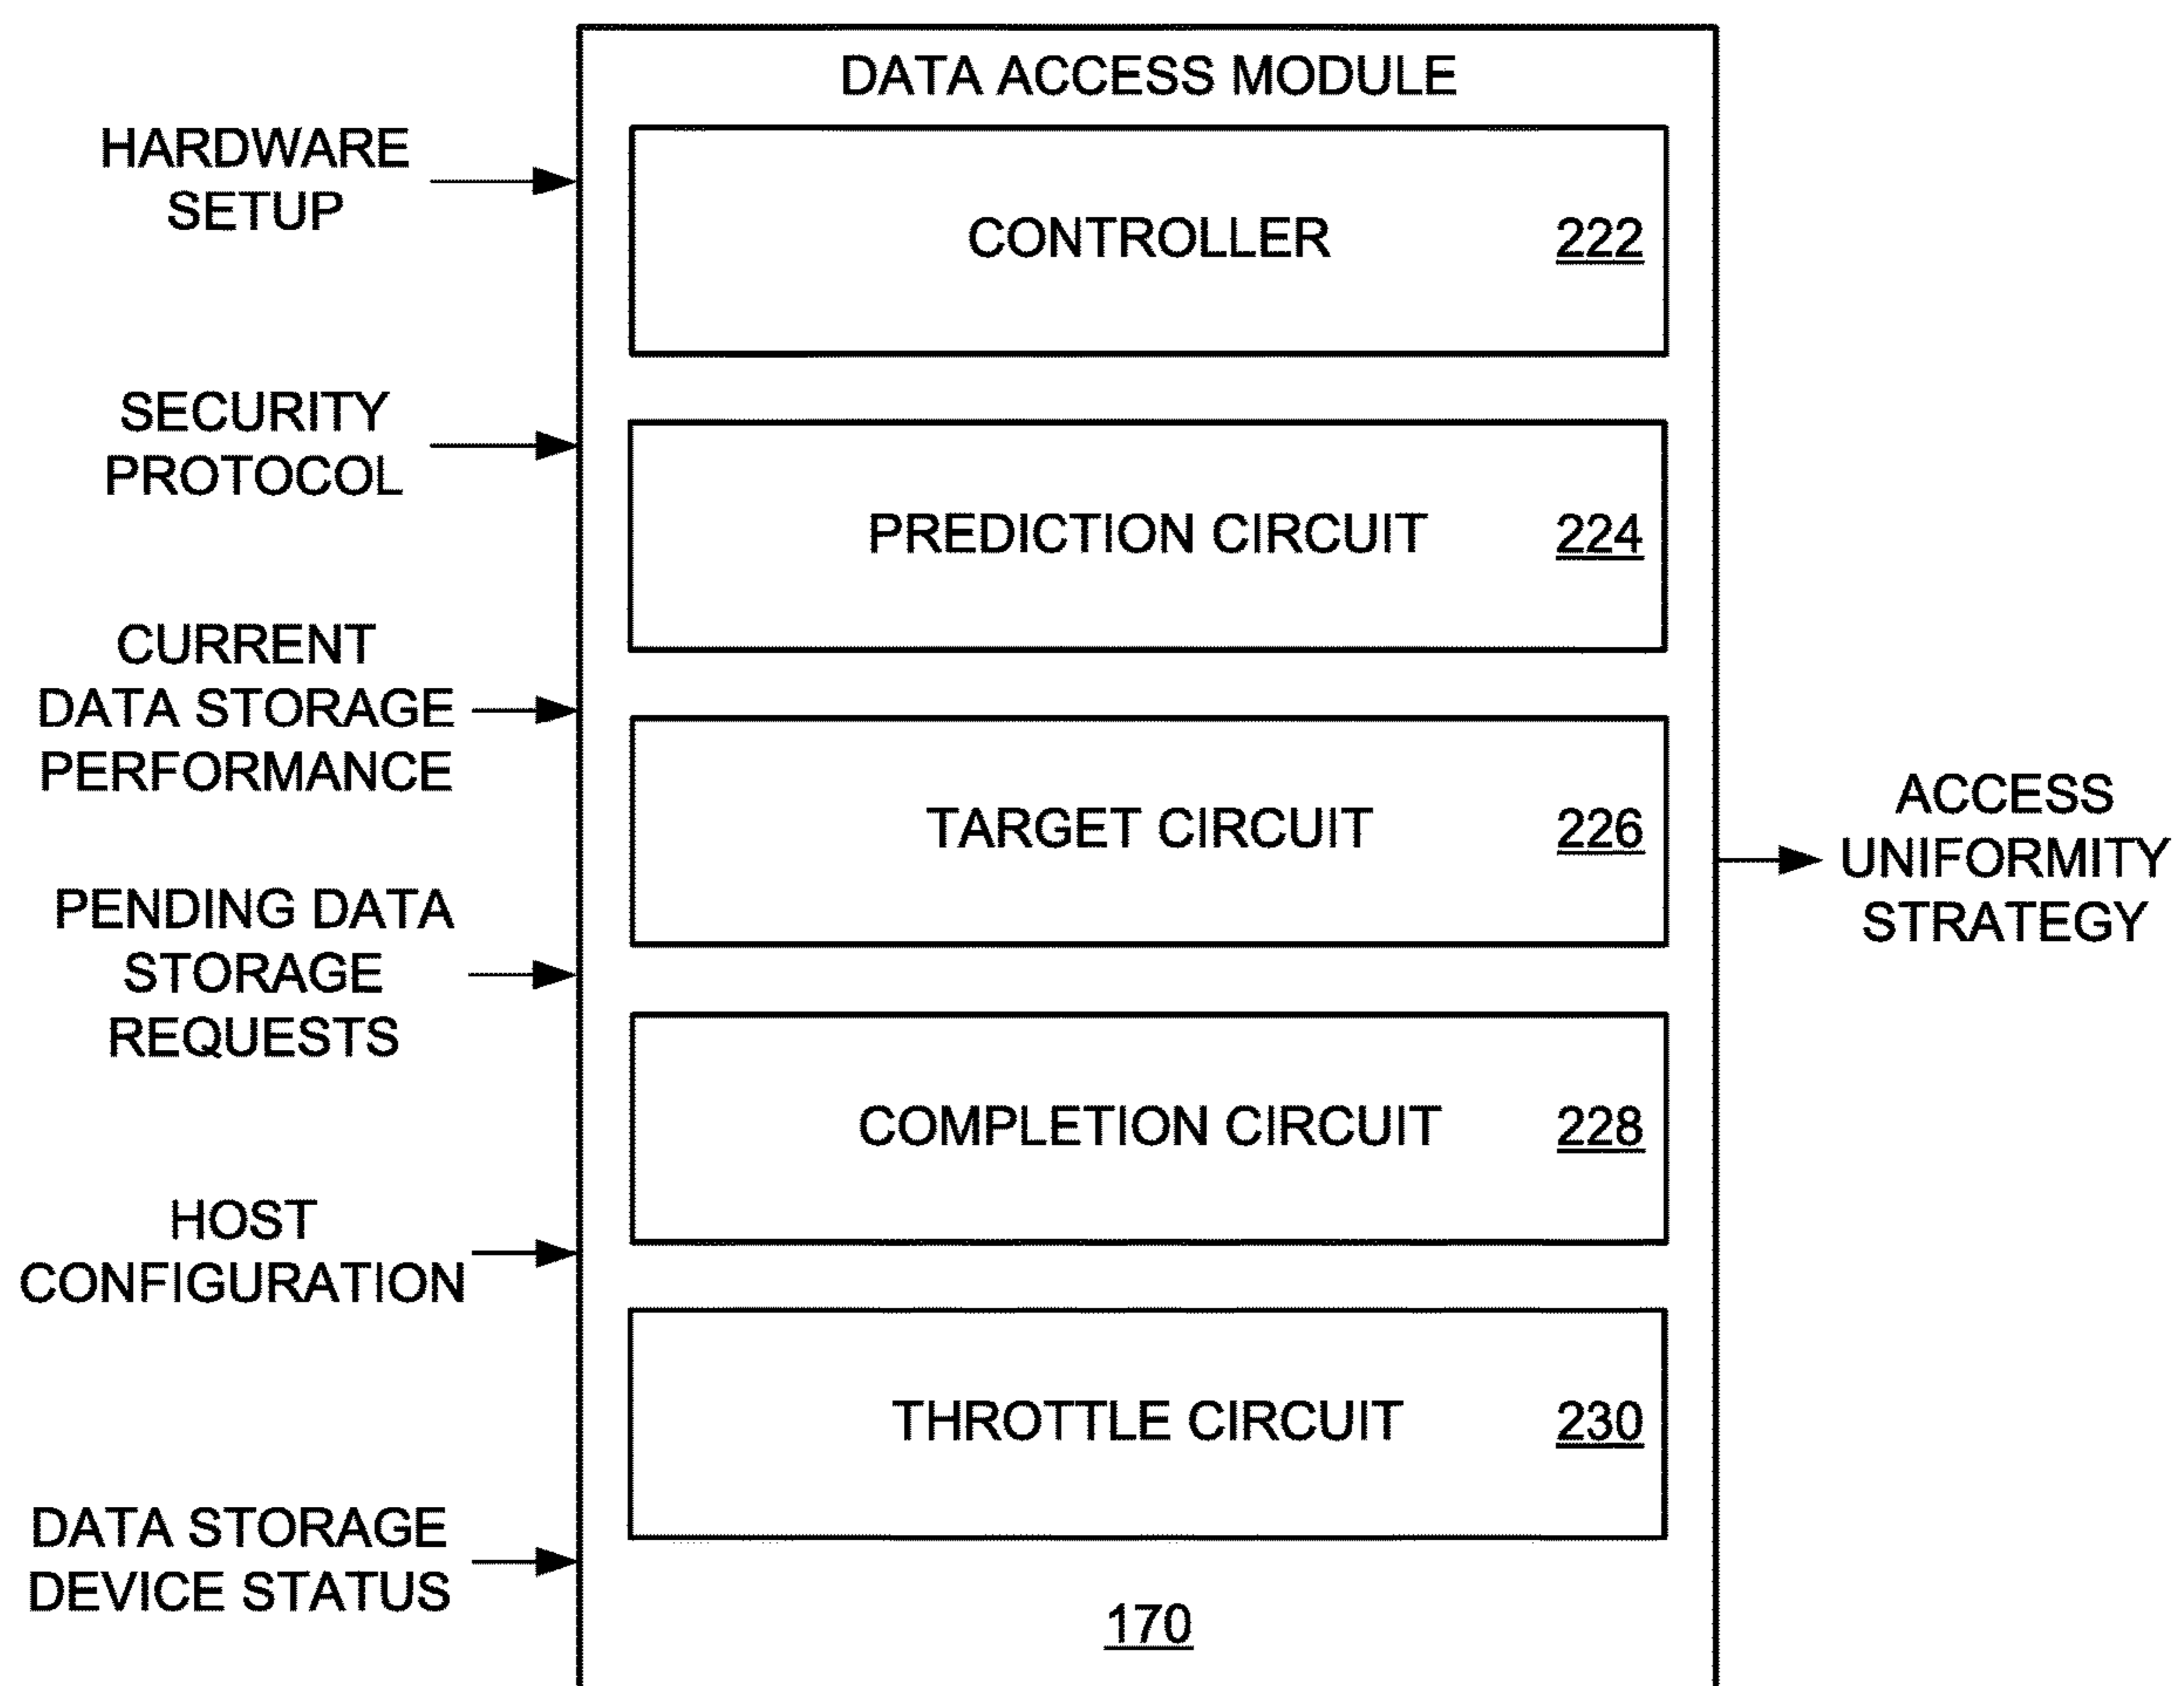 DATA ACCESS MODULE
HARDWARE
SETUP
SECURITY
PROTOCOL
CURRENT
DATA STORAGE
PERFORMANCE
PENDING DATA
STORAGE
REQUESTS
HOST
CONFIGURATION
DATA STORAGE
DEVICE STATUS
CONTROLLER 222
PREDICTION CIRCUIT 224
TARGET CIRCUIT 226
COMPLETION CIRCUIT 228
THROTTLE CIRCUIT 230
170
ACCESS
UNIFORMITY
STRATEGY